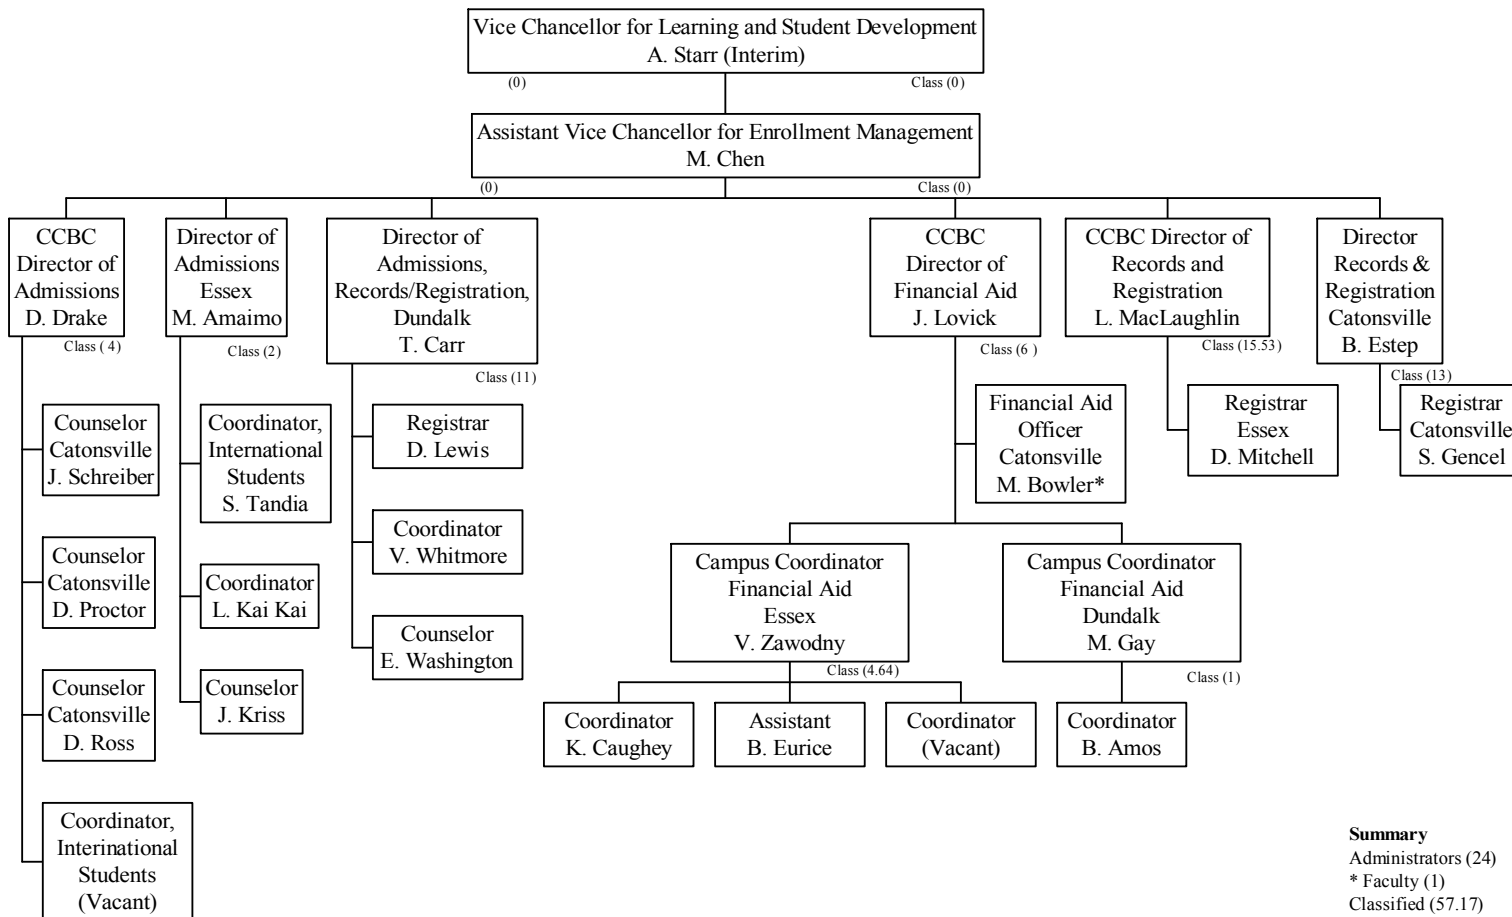 Vice Chancellor for Learning and Student Development
A. Starr (Interim)
(0)
Class (0)
Assistant Vice Chancellor for Enrollment Management
M. Chen
(0)
Class (0)
CCBC
Director of
Admissions
D. Drake
Class ( 4)
Counselor
Catonsville
J. Schreiber
Counselor
Catonsville
D. Proctor
Counselor
Catonsville
D. Ross
Coordinator,
Interinational
Students
(Vacant)
Director of
Admissions
Essex
M. Amaimo
Class (2)
Coordinator,
International
Students
S. Tandia
Coordinator
L. Kai Kai
Counselor
J. Kriss
Director of
Admissions,
Records/Registration,
Dundalk
T. Carr
Class (11)
Registrar
D. Lewis
Coordinator
V. Whitmore
Counselor
E. Washington
CCBC
Director of
Financial Aid
J. Lovick
Class (6 )
Financial Aid
Officer
Catonsville
M. Bowler*
Campus Coordinator
Financial Aid
Essex
V. Zawodny
Class (4.64)
Coordinator
K. Caughey
Assistant
B. Eurice
Coordinator
(Vacant)
Campus Coordinator
Financial Aid
Dundalk
M. Gay
Class (1)
Coordinator
B. Amos
CCBC Director of
Records and
Registration
L. MacLaughlin
Class (15.53)
Registrar
Essex
D. Mitchell
Director
Records &
Registration
Catonsville
B. Estep
Class (13)
Registrar
Catonsville
S. Gencel
Summary
Administrators (24)
* Faculty (1)
Classified (57.17)